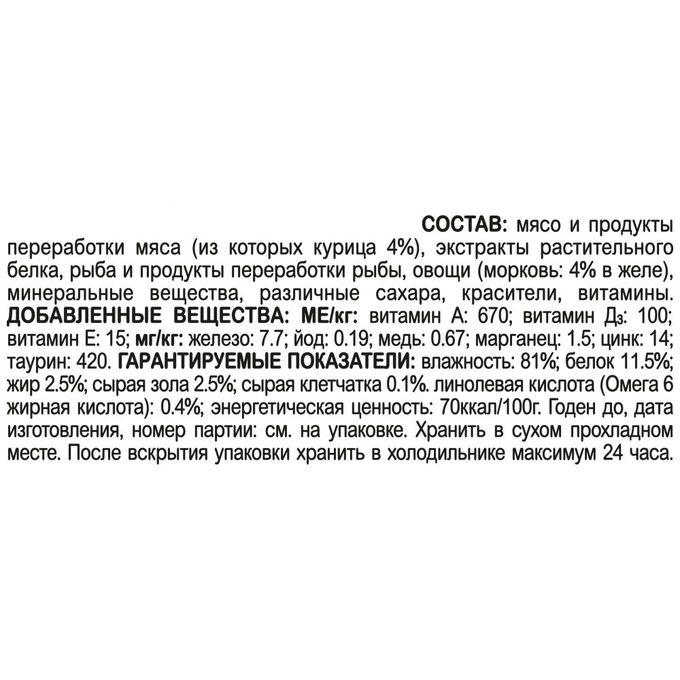 СОСТАВ: мясо и продукты
переработки мяса (из которых курица 4%), экстракты растительного
белка, рыба и продукты переработки рыбы, овощи (морковь: 4% в желе),
минеральные вещества, различные сахара, красители, витамины.
ДОБАВЛЕННЫЕ ВЕЩЕСТВА: МЕ/кг: витамин А: 670; витамин Д₃: 100;
витамин Е: 15; мг/кг: железо: 7.7; йод: 0.19; медь: 0.67; марганец: 1.5; цинк: 14;
таурин: 420. ГАРАНТИРУЕМЫЕ ПОКАЗАТЕЛИ: влажность: 81%; белок 11.5%;
жир 2.5%; сырая зола 2.5%; сырая клетчатка 0.1%. линолевая кислота (Омега 6
жирная кислота): 0.4%; энергетическая ценность: 70ккал/100г. Годен до, дата
изготовления, номер партии: см. на упаковке. Хранить в сухом прохладном
месте. После вскрытия упаковки хранить в холодильнике максимум 24 часа.